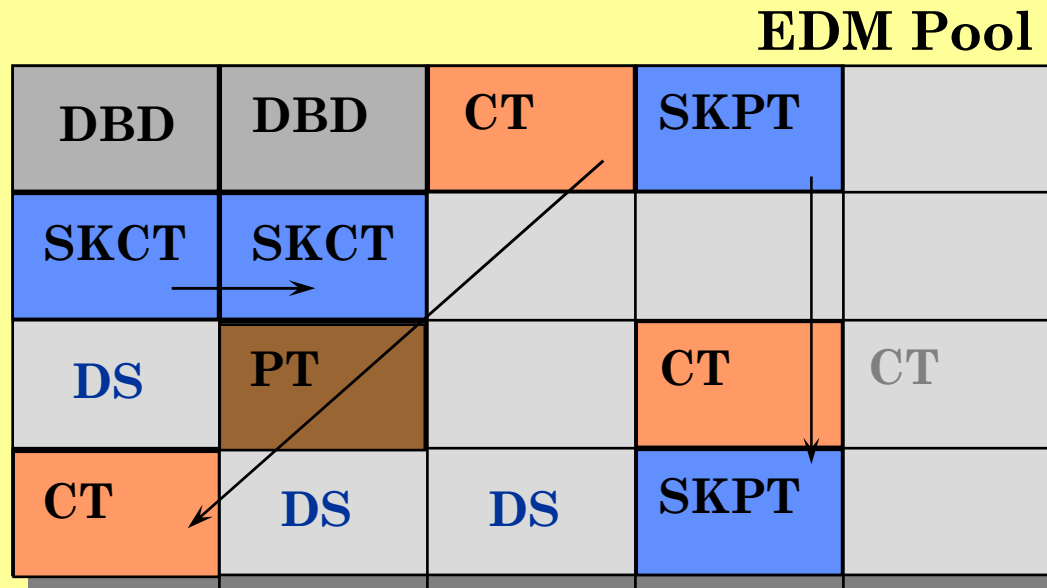 EDM Pool
DBD DBD CT SKPT
SKCT SKCT
DS PT CT CT
CT DS DS SKPT